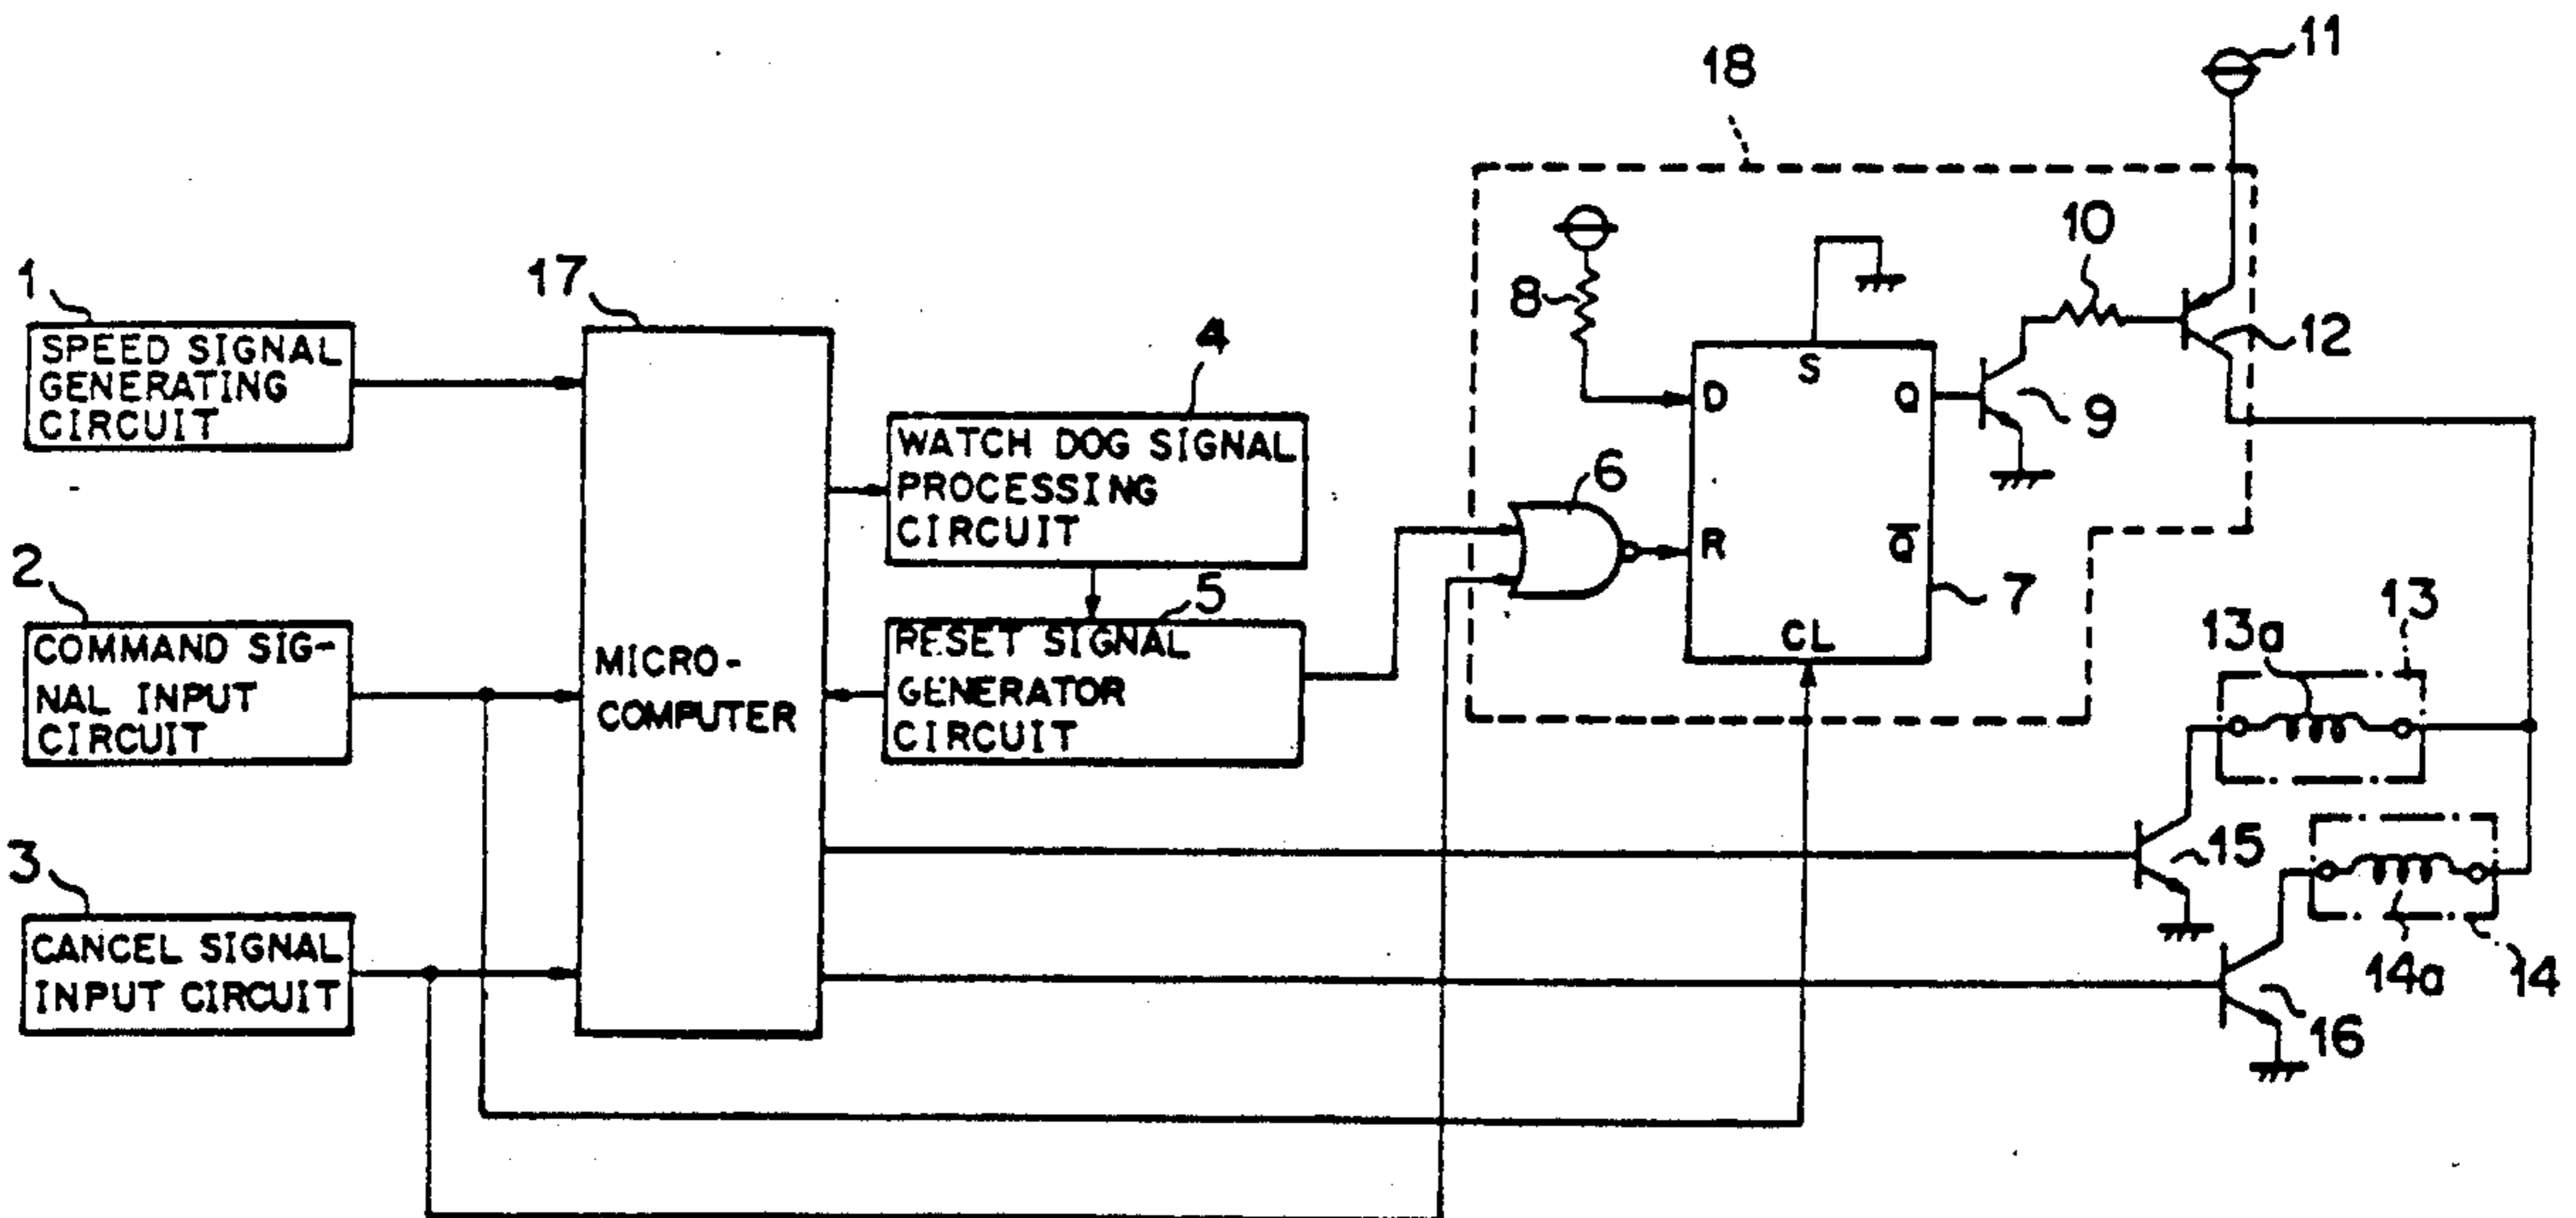 11
18
10
1
17
8
4
12
SPEED SIGNAL
GENERATING
CIRCUIT
S
D
Q
9
WATCH DOG SIGNAL
PROCESSING
CIRCUIT
6
2
R
Q̅
5
7
13
13a
COMMAND SIG-
NAL INPUT
CIRCUIT
MICRO-
COMPUTER
RESET SIGNAL
GENERATOR
CIRCUIT
CL
3
15
CANCEL SIGNAL
INPUT CIRCUIT
14a
14
16